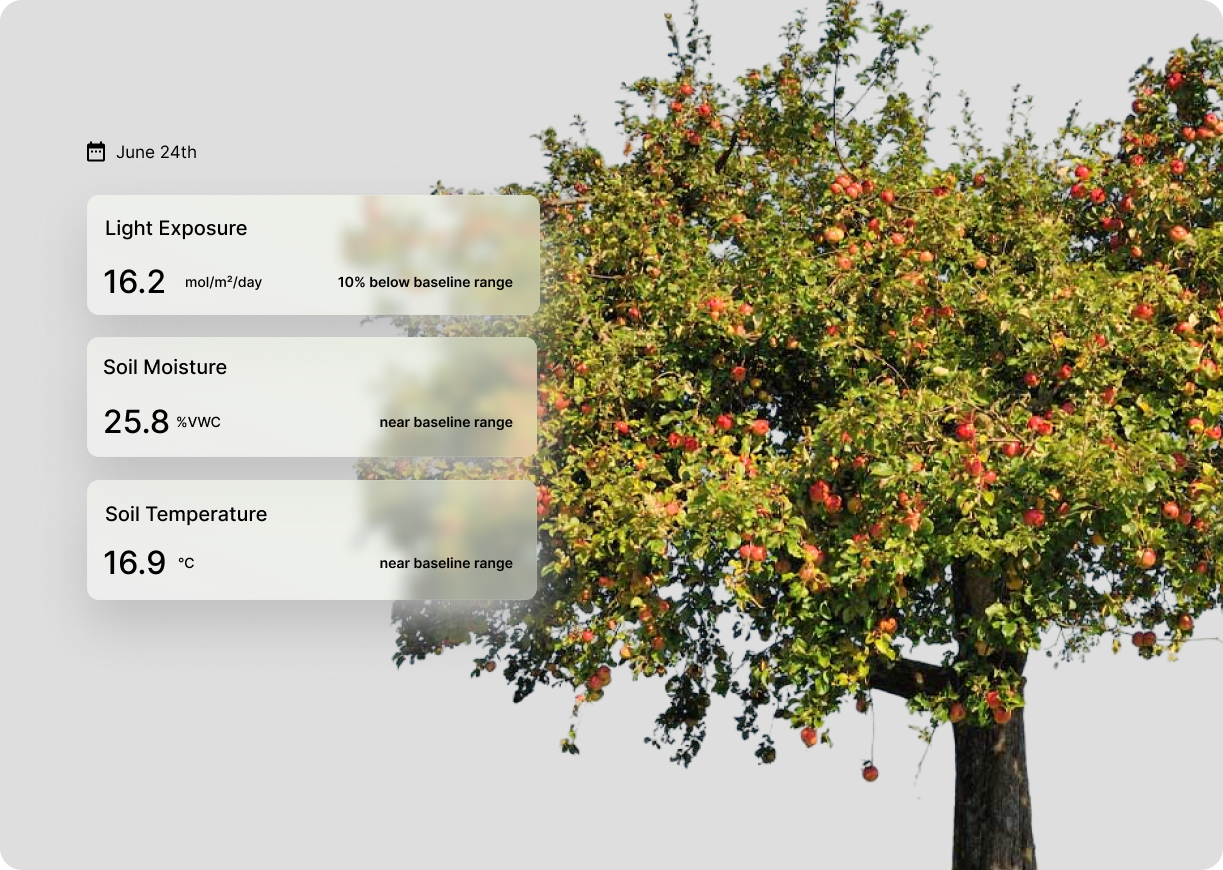 June 24th
Light Exposure
16.2 mol/m²/day 10% below baseline range
Soil Moisture
25.8 %VWC near baseline range
Soil Temperature
16.9 °C near baseline range